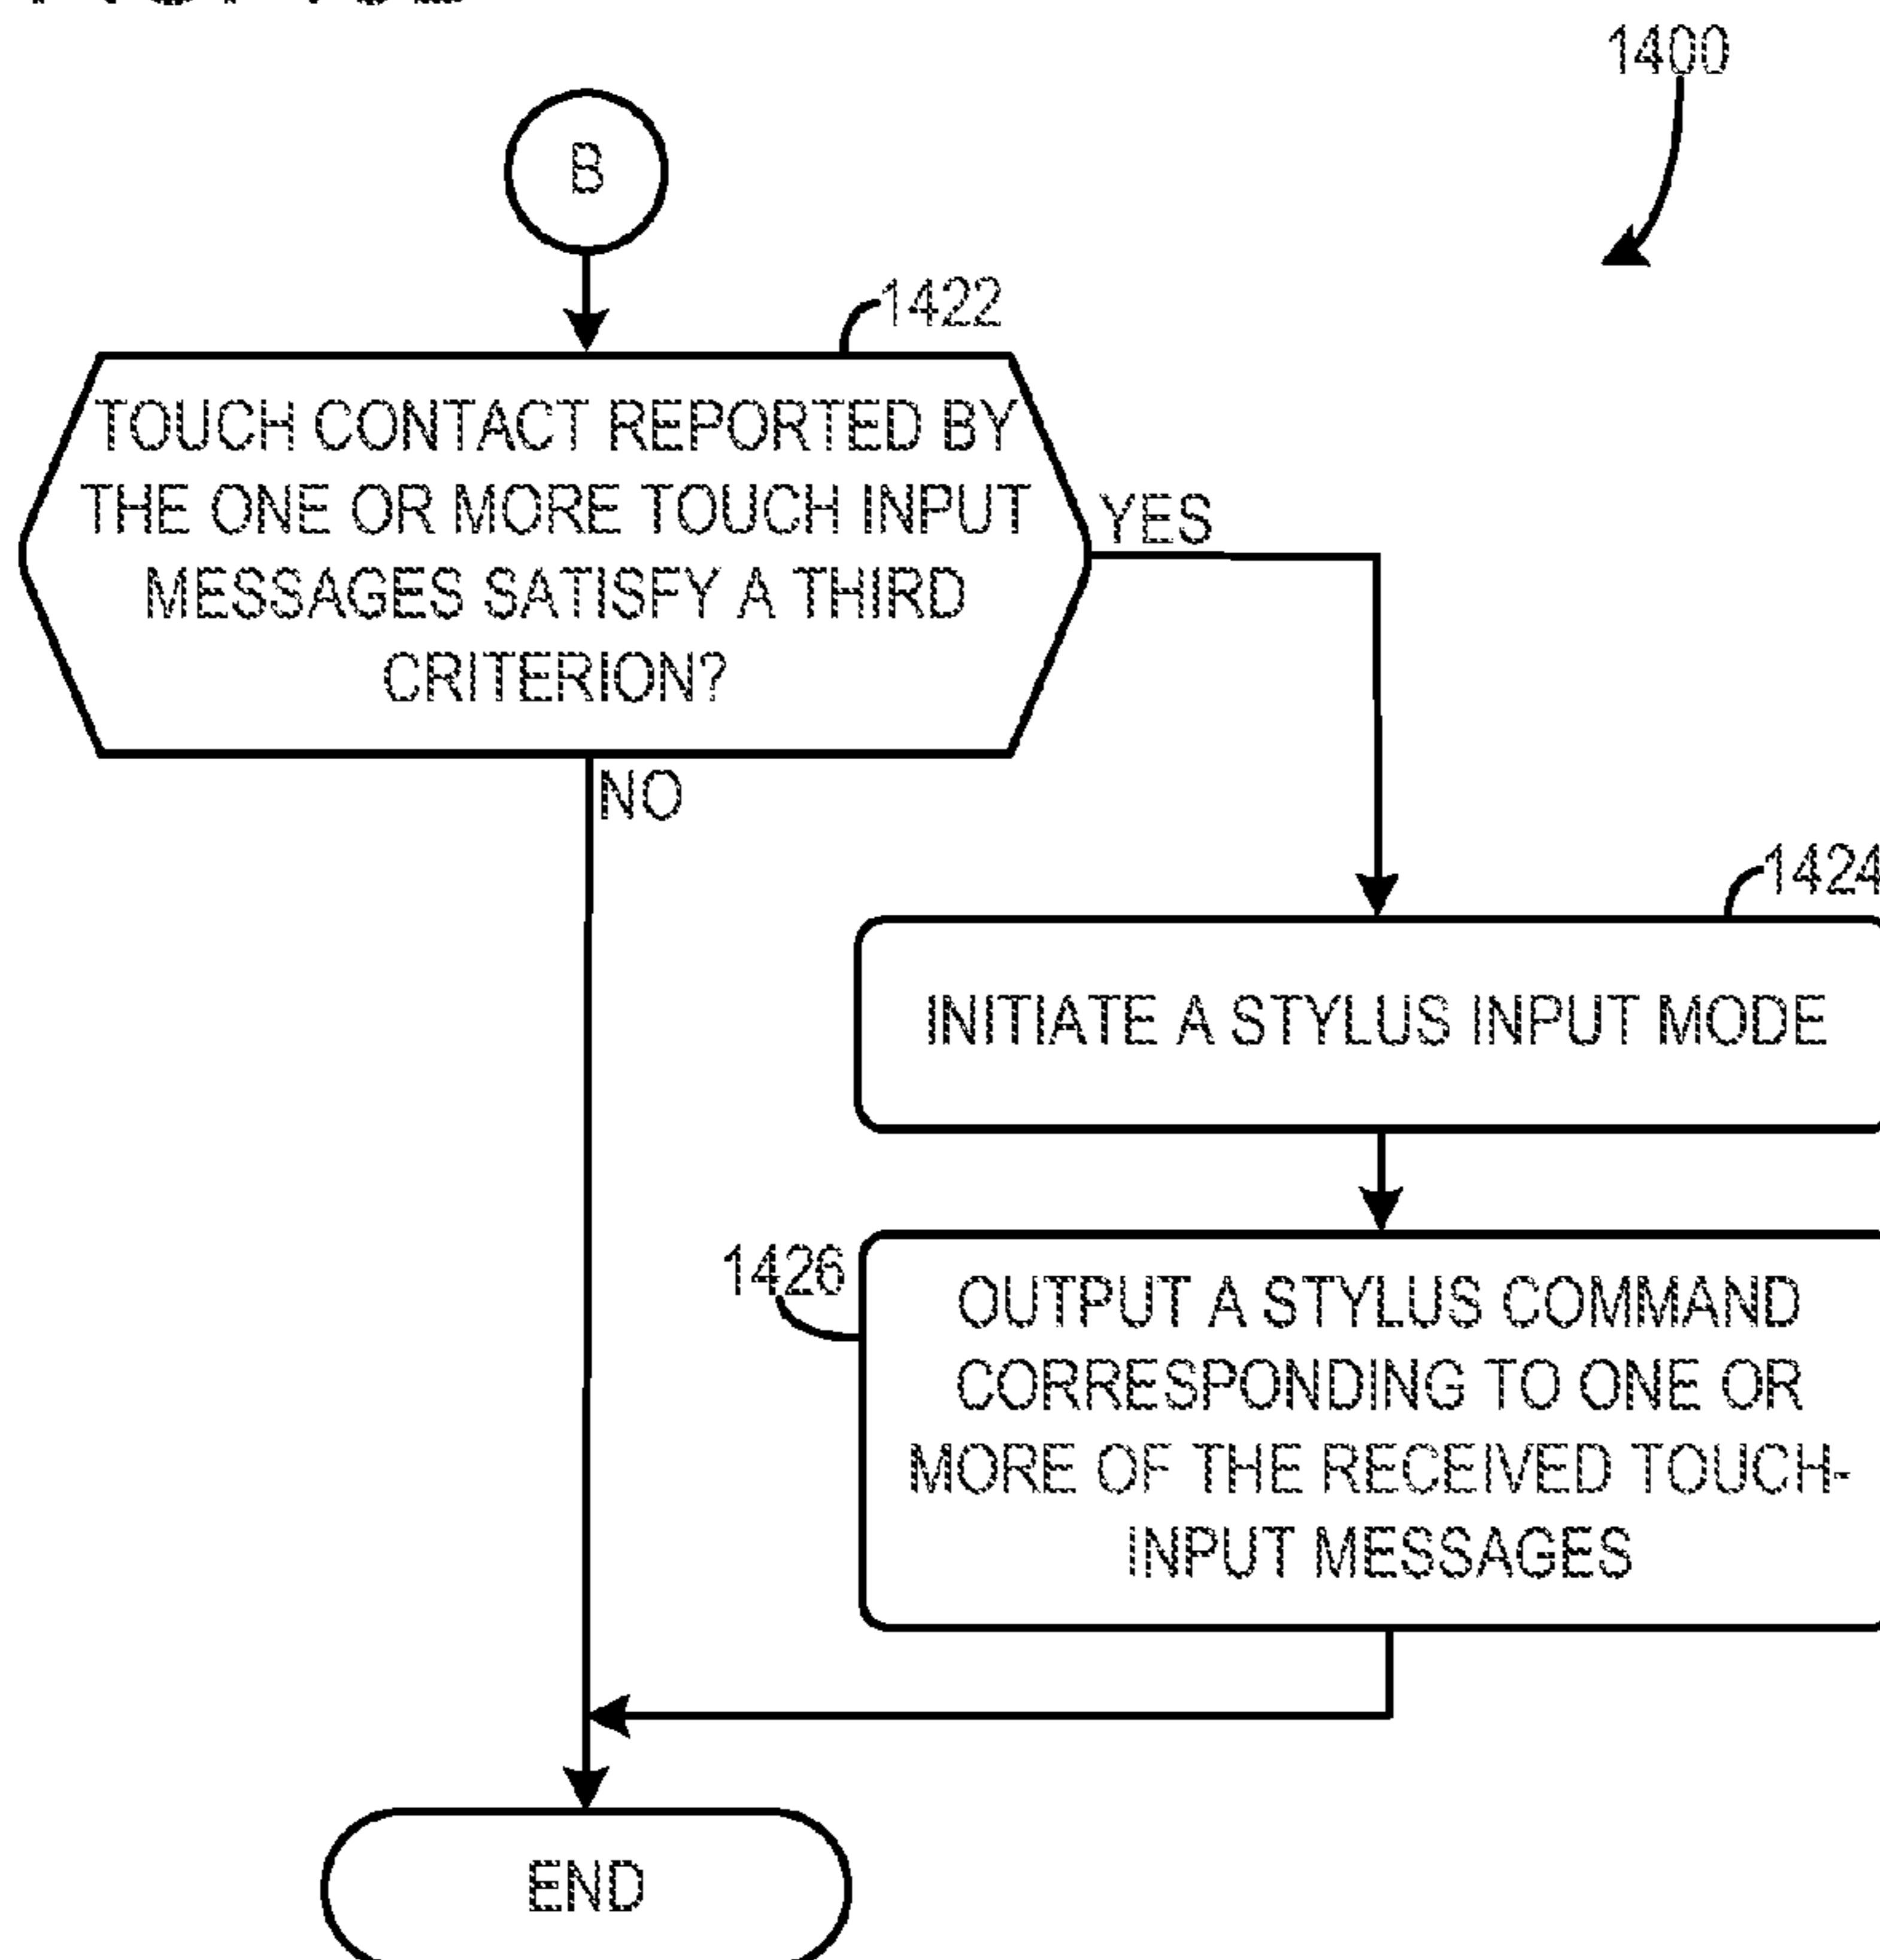 1400
B
1422
TOUCH CONTACT REPORTED BY
THE ONE OR MORE TOUCH INPUT
MESSAGES SATISFY A THIRD
CRITERION?
YES
NO
1424
INITIATE A STYLUS INPUT MODE
1426
OUTPUT A STYLUS COMMAND
CORRESPONDING TO ONE OR
MORE OF THE RECEIVED TOUCH-
INPUT MESSAGES
END